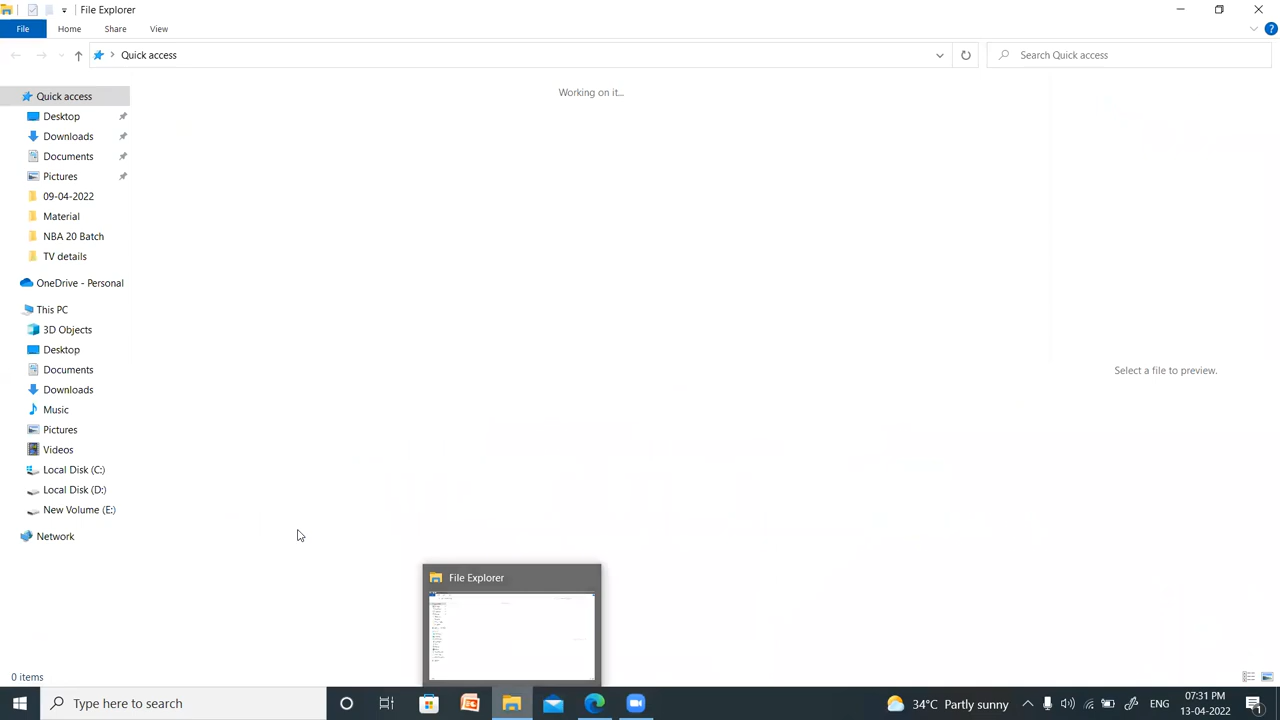 File Explorer
File Home Share View
Quick access
Search Quick access
Working on it...
Quick access
Desktop
Downloads
Documents
Pictures
09-04-2022
Material
NBA 20 Batch
TV details
OneDrive - Personal
This PC
3D Objects
Desktop
Documents
Downloads
Music
Pictures
Videos
Local Disk (C:)
Local Disk (D:)
New Volume (E:)
Network
Select a file to preview.
File Explorer
0 items
Type here to search
34°C Partly sunny
ENG
07:31 PM
13-04-2022
1